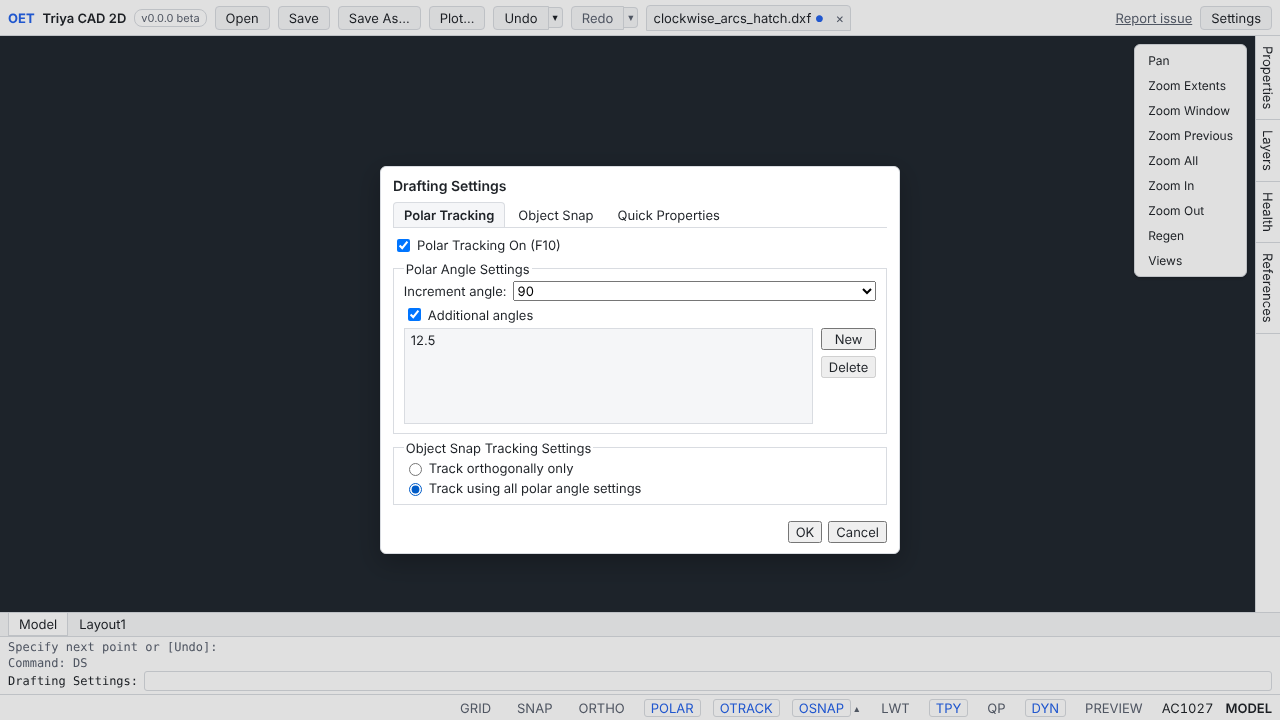 OET Triya CAD 2D v0.0.0 beta Open Save Save As... Plot... Undo ▾ Redo ▾ clockwise_arcs_hatch.dxf ● × Report issue Settings
Pan
Zoom Extents
Zoom Window
Zoom Previous
Zoom All
Zoom In
Zoom Out
Regen
Views
Properties
Layers
Health
References
Drafting Settings
Polar Tracking Object Snap Quick Properties
Polar Tracking On (F10)
Polar Angle Settings
Increment angle: 90
Additional angles
12.5
New
Delete
Object Snap Tracking Settings
Track orthogonally only
Track using all polar angle settings
OK Cancel
Model Layout1
Specify next point or [Undo]:
Command: DS
Drafting Settings:
GRID SNAP ORTHO POLAR OTRACK OSNAP ▴ LWT TPY QP DYN PREVIEW AC1027 MODEL